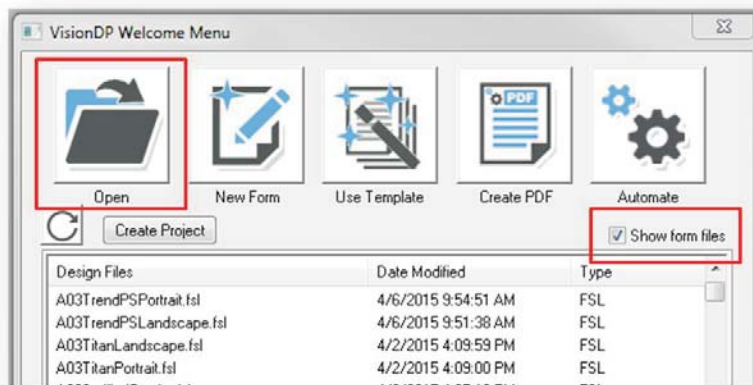 VisionDP Welcome Menu
PDF
Open New Form Use Template Create PDF Automate
Create Project Show form files
Design Files Date Modified Type
A03TrendPSPortrait.fsl 4/6/2015 9:54:51 AM FSL
A03TrendPSLandscape.fsl 4/6/2015 9:51:38 AM FSL
A03TitanLandscape.fsl 4/2/2015 4:09:59 PM FSL
A03TitanPortrait.fsl 4/2/2015 4:09:00 PM FSL